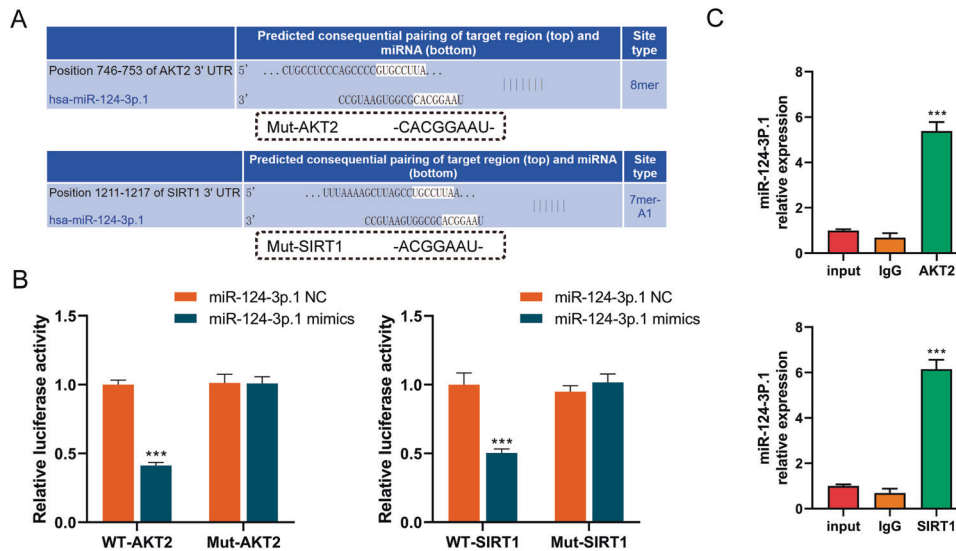 A
Predicted consequential pairing of target region (top) and
miRNA (bottom)
Site
type
Position 746-753 of AKT2 3' UTR
5' ...CUGCCUCCCAGCCCCGUGCCUUA...
hsa-miR-124-3p.1
3' CCGUAAGUGGCGCACGGAAU
8mer
Mut-AKT2 -CACGGAAU-
Predicted consequential pairing of target region (top) and miRNA
(bottom)
Site
type
Position 1211-1217 of SIRT1 3' UTR
5' ...UUUAAAAGCUUAGCCUGCCUUAA...
hsa-miR-124-3p.1
3' CCGUAAGUGGCGCACGGAAU
7mer-
A1
Mut-SIRT1 -ACGGAAU-
B
miR-124-3p.1 NC
miR-124-3p.1 mimics
Relative luciferase activity
1.5
1.0
0.5
0.0
***
WT-AKT2 Mut-AKT2
miR-124-3p.1 NC
miR-124-3p.1 mimics
Relative luciferase activity
1.5
1.0
0.5
0.0
***
WT-SIRT1 Mut-SIRT1
C
miR-124-3P.1
relative expression
8
6
4
2
0
***
input IgG AKT2
miR-124-3P.1
relative expression
8
6
4
2
0
***
input IgG SIRT1